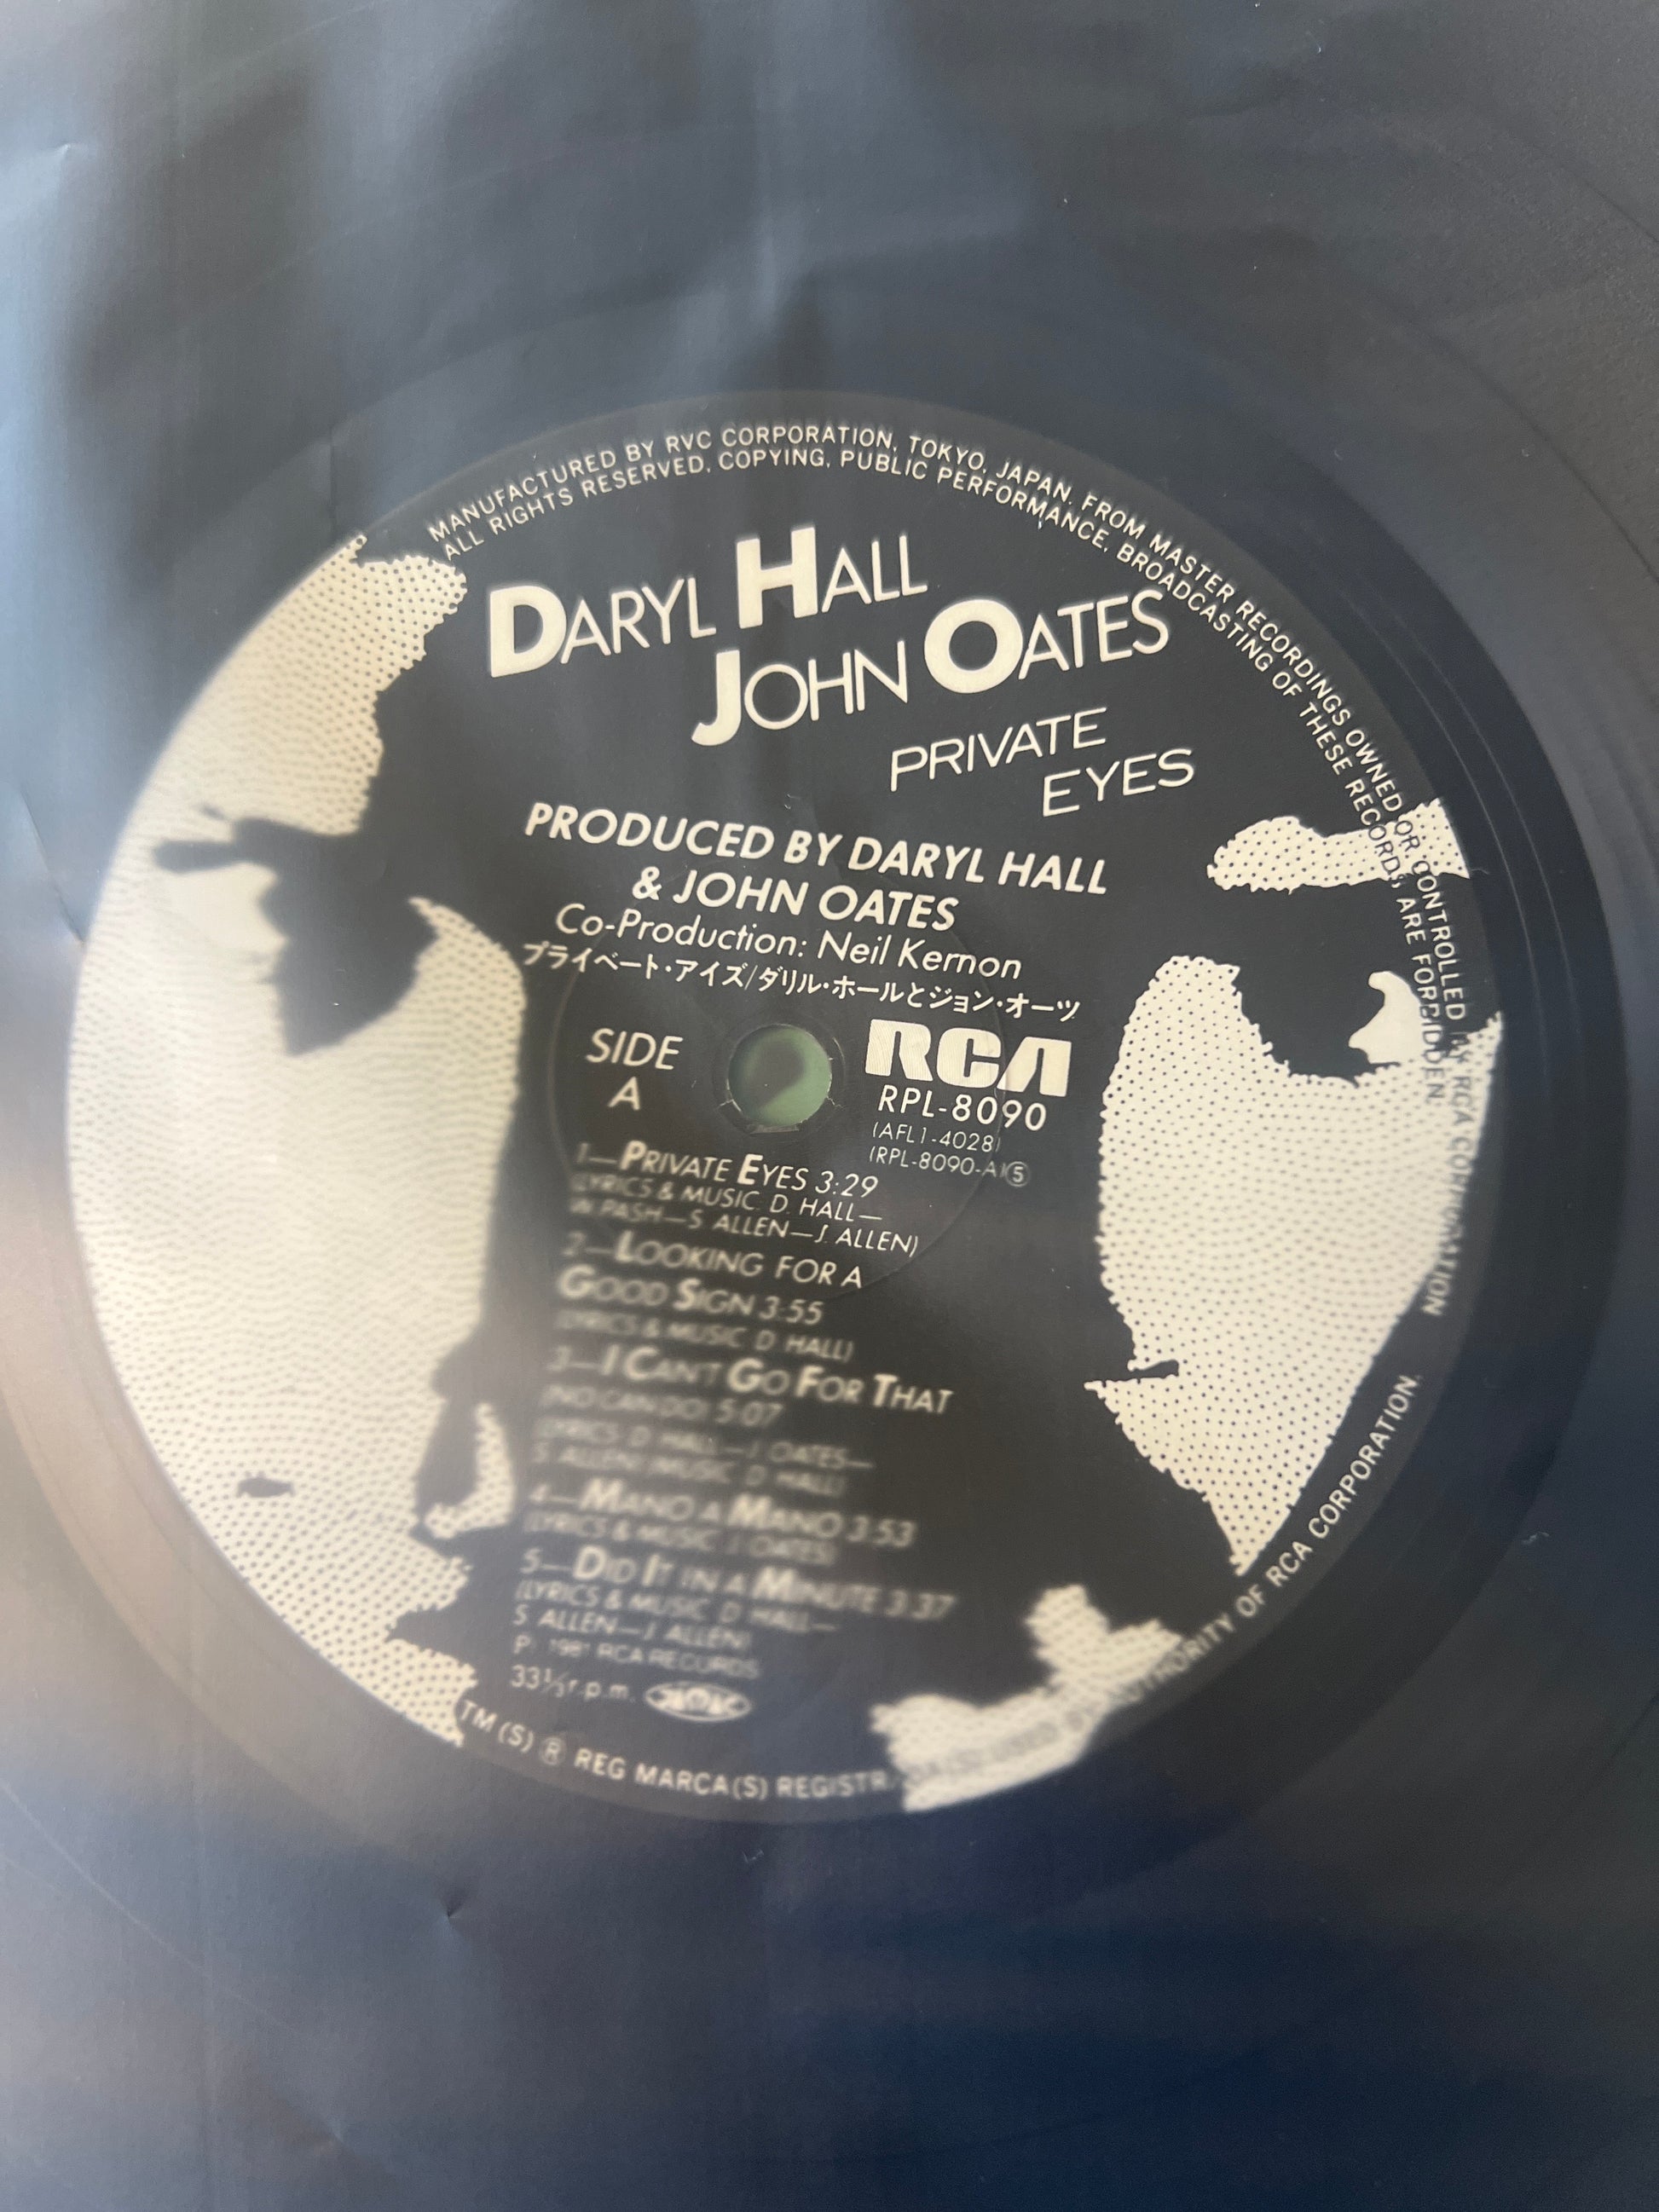 MANUFACTURED BY RVC CORPORATION, TOKYO, JAPAN, FROM MASTER RECORDINGS OWNED OR CONTROLLED BY RCA CORPORATION
ALL RIGHTS RESERVED. COPYING, PUBLIC PERFORMANCE, BROADCASTING OF THESE RECORDS ARE FORBIDDEN.
DARYL HALL
JOHN OATES
PRIVATE
EYES
PRODUCED BY DARYL HALL
& JOHN OATES
Co-Production: Neil Kernon
プライベート・アイズ/ダリル・ホールとジョン・オーツ
SIDE
A
RCA
RPL-8090
(AFL1-4028)
(RPL-8090-A)⑤
1—PRIVATE EYES 3:29
(LYRICS & MUSIC. D. HALL—
W. PASH—S. ALLEN—J. ALLEN)
2—LOOKING FOR A
GOOD SIGN 3:55
(LYRICS & MUSIC D. HALL)
3—I CAN'T GO FOR THAT
(NO CAN DO) 5:07
(LYRICS D. HALL—J. OATES—
S. ALLEN) (MUSIC D. HALL)
4—MANO A MANO 3:53
(LYRICS & MUSIC J. OATES)
5—DID IT IN A MINUTE 3:37
(LYRICS & MUSIC D. HALL—
S. ALLEN—J. ALLEN)
P. 1981 RCA RECORDS
33⅓r.p.m.
TM(S) ® REG MARCA(S) REGISTRADA(S) USED BY AUTHORITY OF RCA CORPORATION.